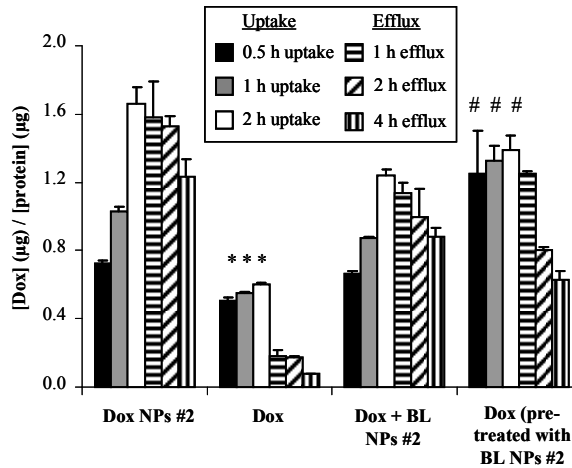 Uptake Efflux
0.5 h uptake 1 h efflux
1 h uptake 2 h efflux
2 h uptake 4 h efflux
[Dox] (µg) / [protein] (µg)
2.0
1.6
1.2
0.8
0.4
0.0
* * *
# # #
Dox NPs #2
Dox
Dox + BL
NPs #2
Dox (pre-
treated with
BL NPs #2